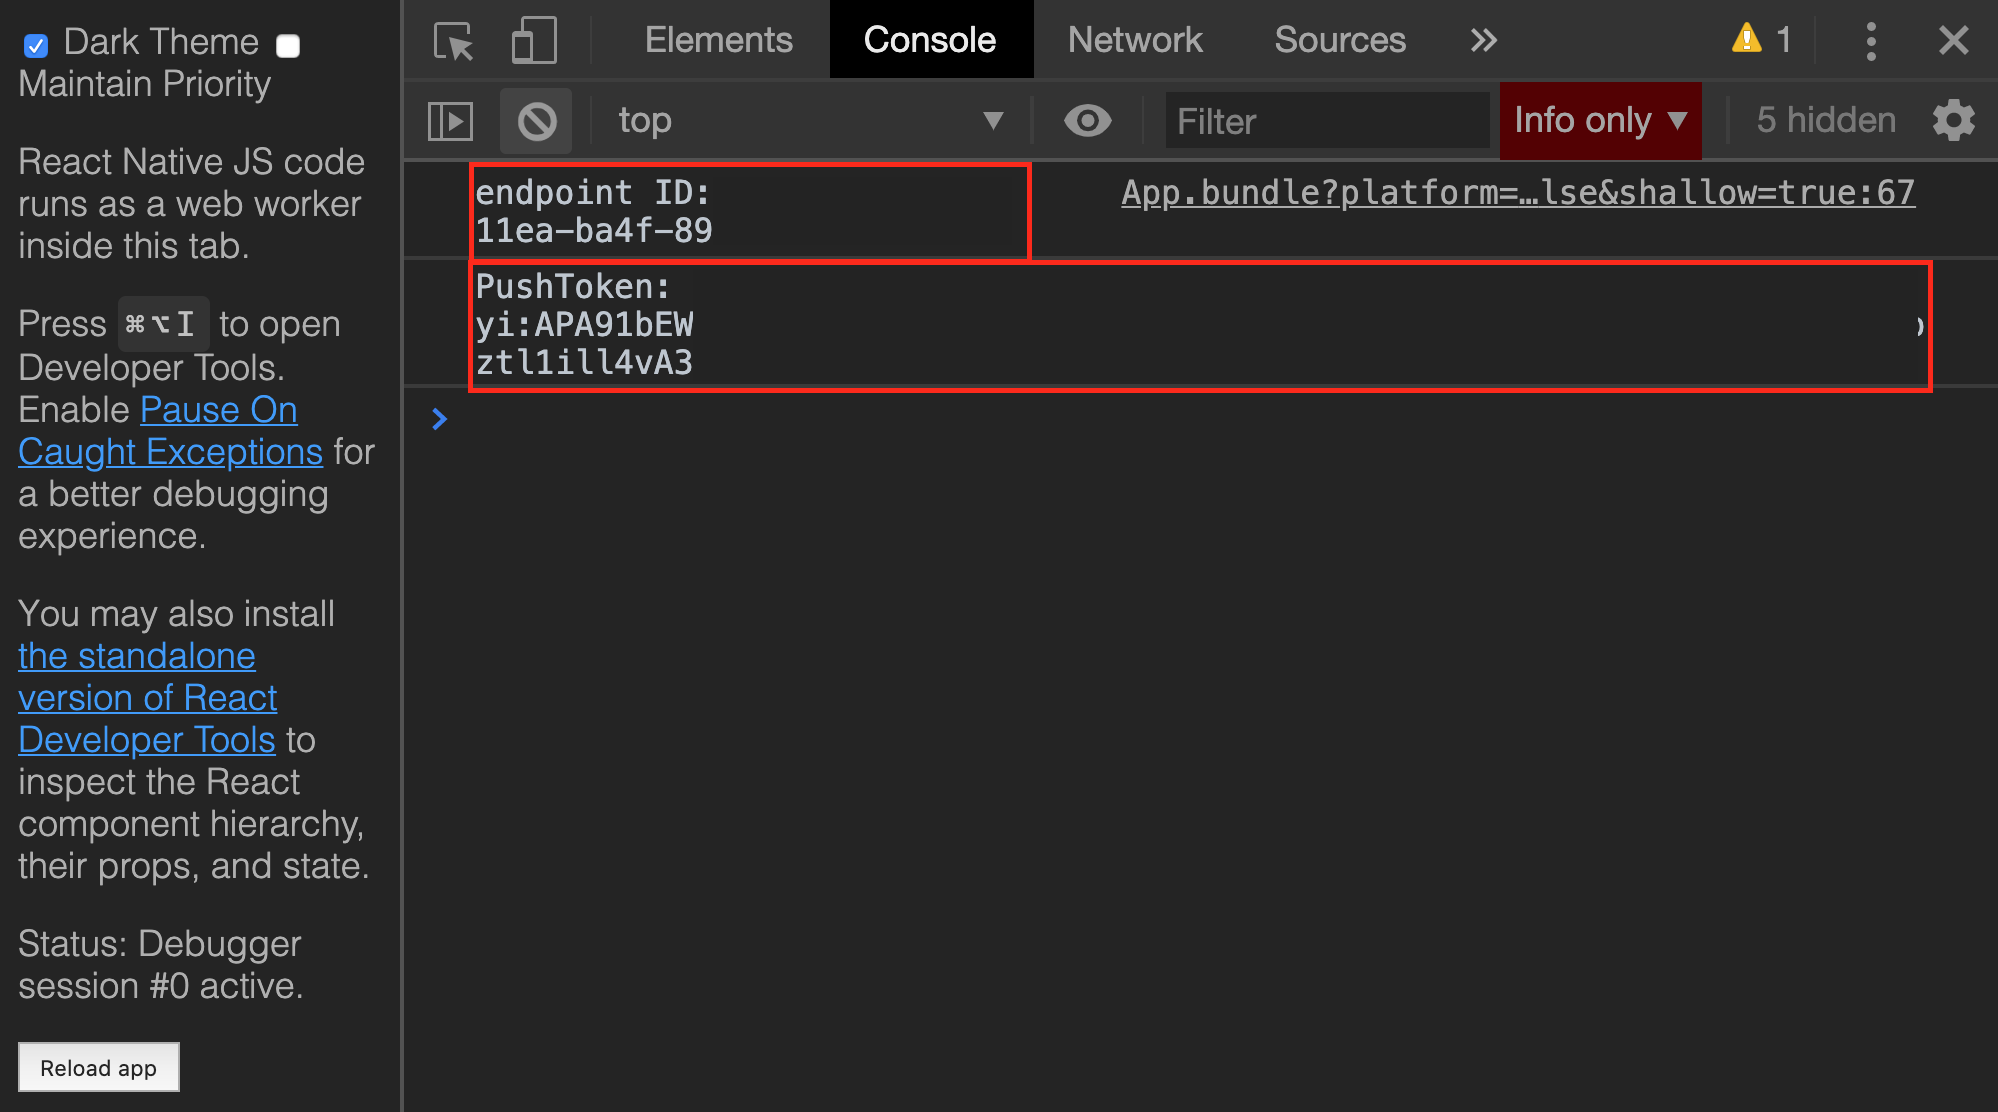 Dark Theme
Maintain Priority
React Native JS code
runs as a web worker
inside this tab.
Press ⌘⌥I to open
Developer Tools.
Enable Pause On
Caught Exceptions for
a better debugging
experience.
You may also install
the standalone
version of React
Developer Tools to
inspect the React
component hierarchy,
their props, and state.
Status: Debugger
session #0 active.
Reload app
Elements Console Network Sources » 1
top Filter Info only 5 hidden
endpoint ID: App.bundle?platform=…lse&shallow=true:67
11ea-ba4f-89
PushToken:
yi:APA91bEW
ztl1ill4vA3